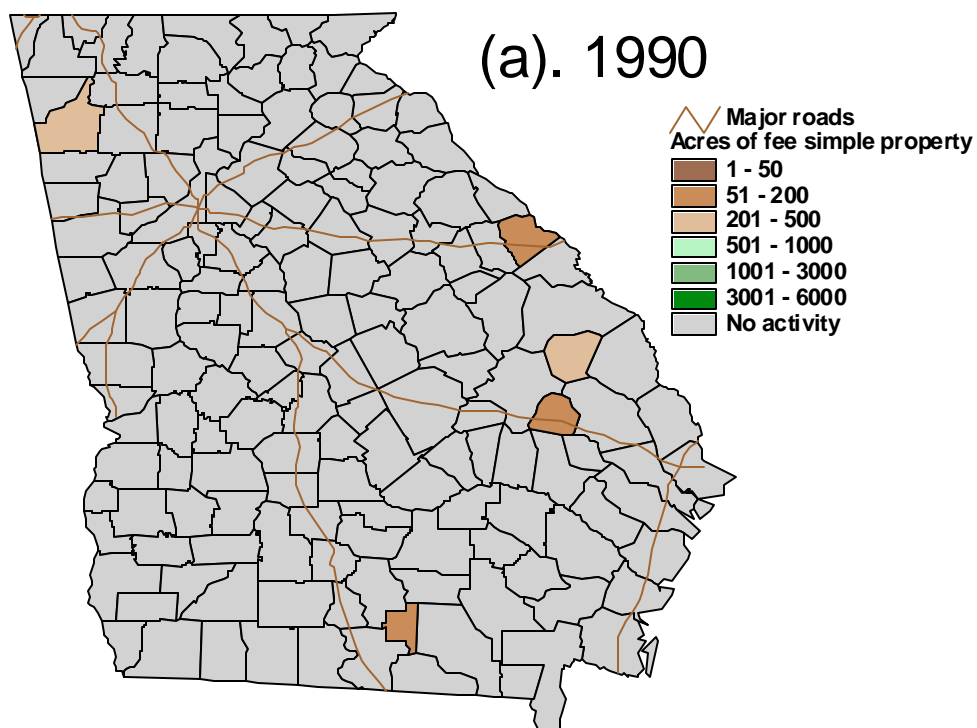 (a). 1990
Major roads
Acres of fee simple property
1 - 50
51 - 200
201 - 500
501 - 1000
1001 - 3000
3001 - 6000
No activity